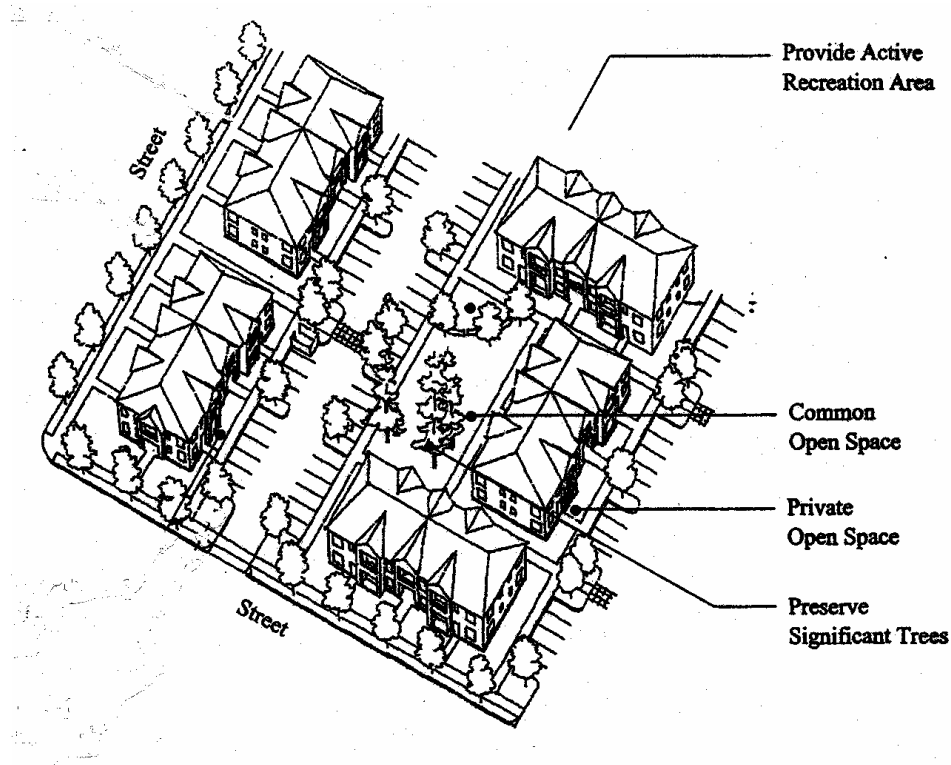 Provide Active
Recreation Area
Street
Common
Open Space
Private
Open Space
Preserve
Significant Trees
Street